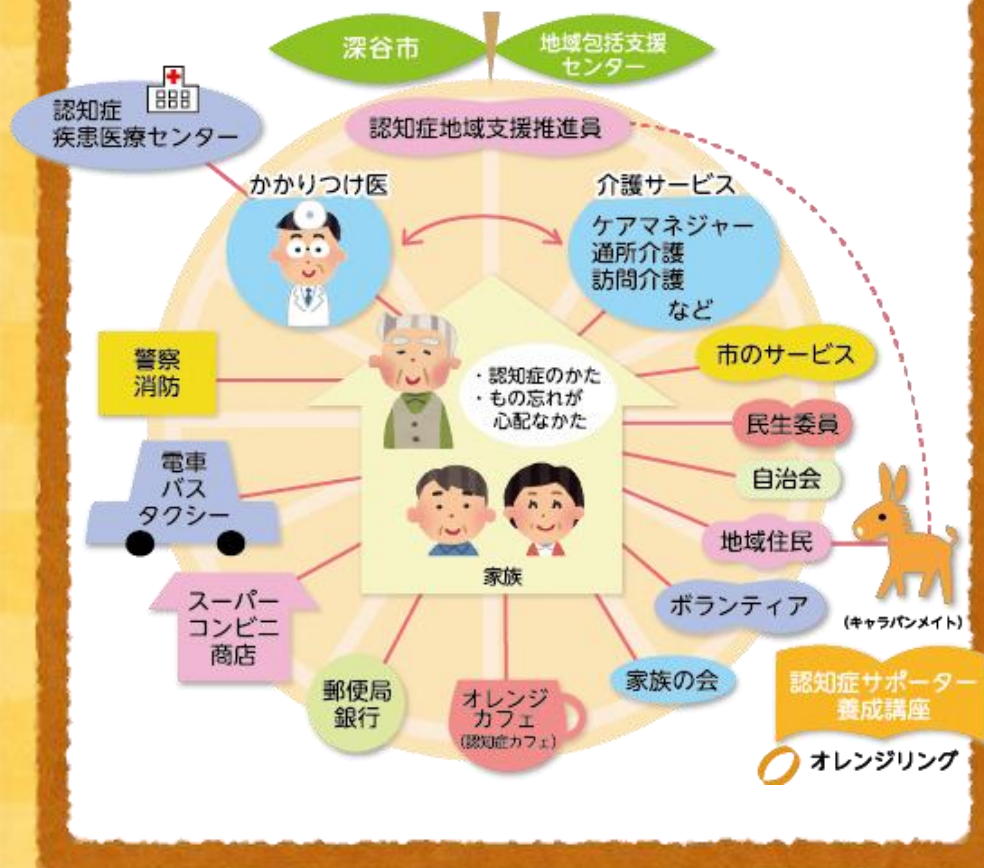 深谷市
地域包括支援
センター
認知症
疾患医療センター
認知症地域支援推進員
かかりつけ医
介護サービス
ケアマネジャー
通所介護
訪問介護
など
警察
消防
・認知症のかた
・もの忘れが
心配なかた
市のサービス
民生委員
自治会
電車
バス
タクシー
地域住民
家族
スーパー
コンビニ
商店
ボランティア
(キャラバンメイト)
郵便局
銀行
オレンジ
カフェ
(認知症カフェ)
家族の会
認知症サポーター
養成講座
オレンジリング